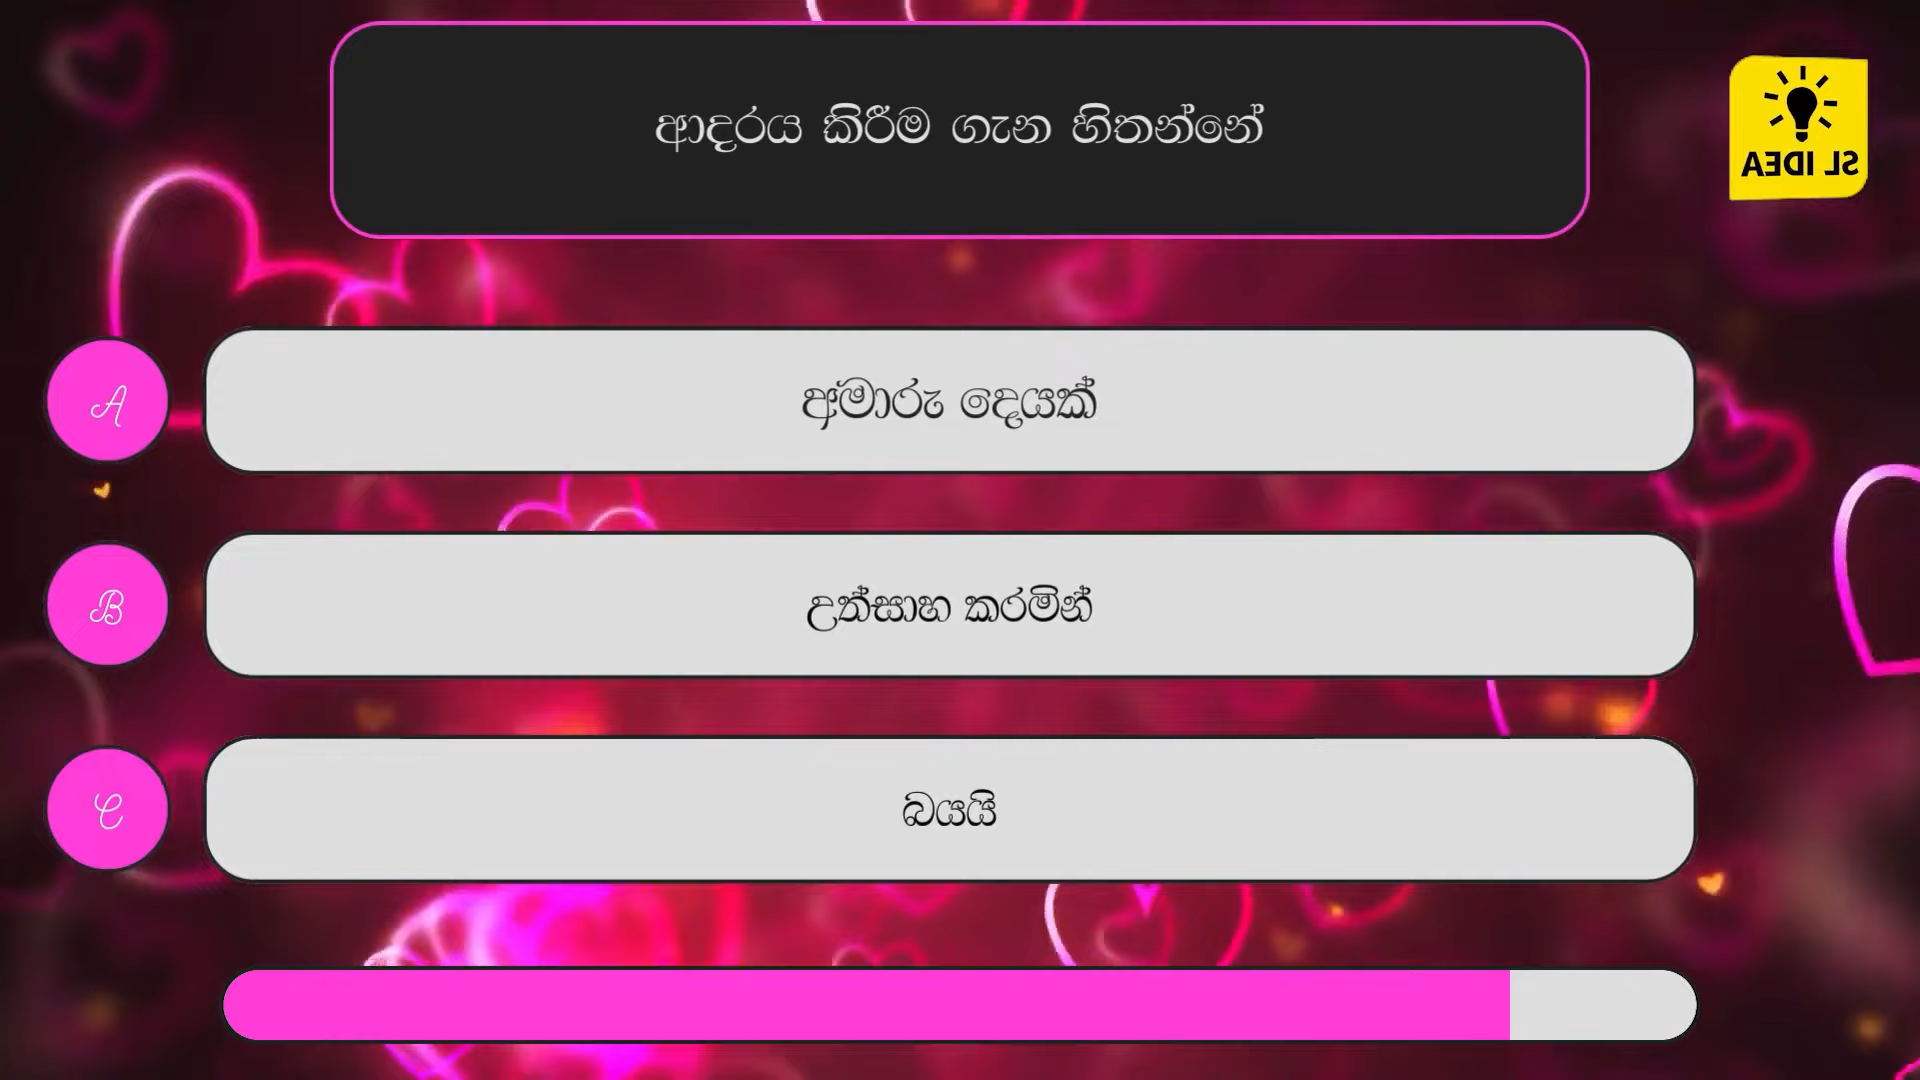 ආදරය කිරීම ගැන හිතන්නේ
SL IDEA
A
අමාරු දෙයක්
B
උත්සාහ කරමින්
C
බයයි